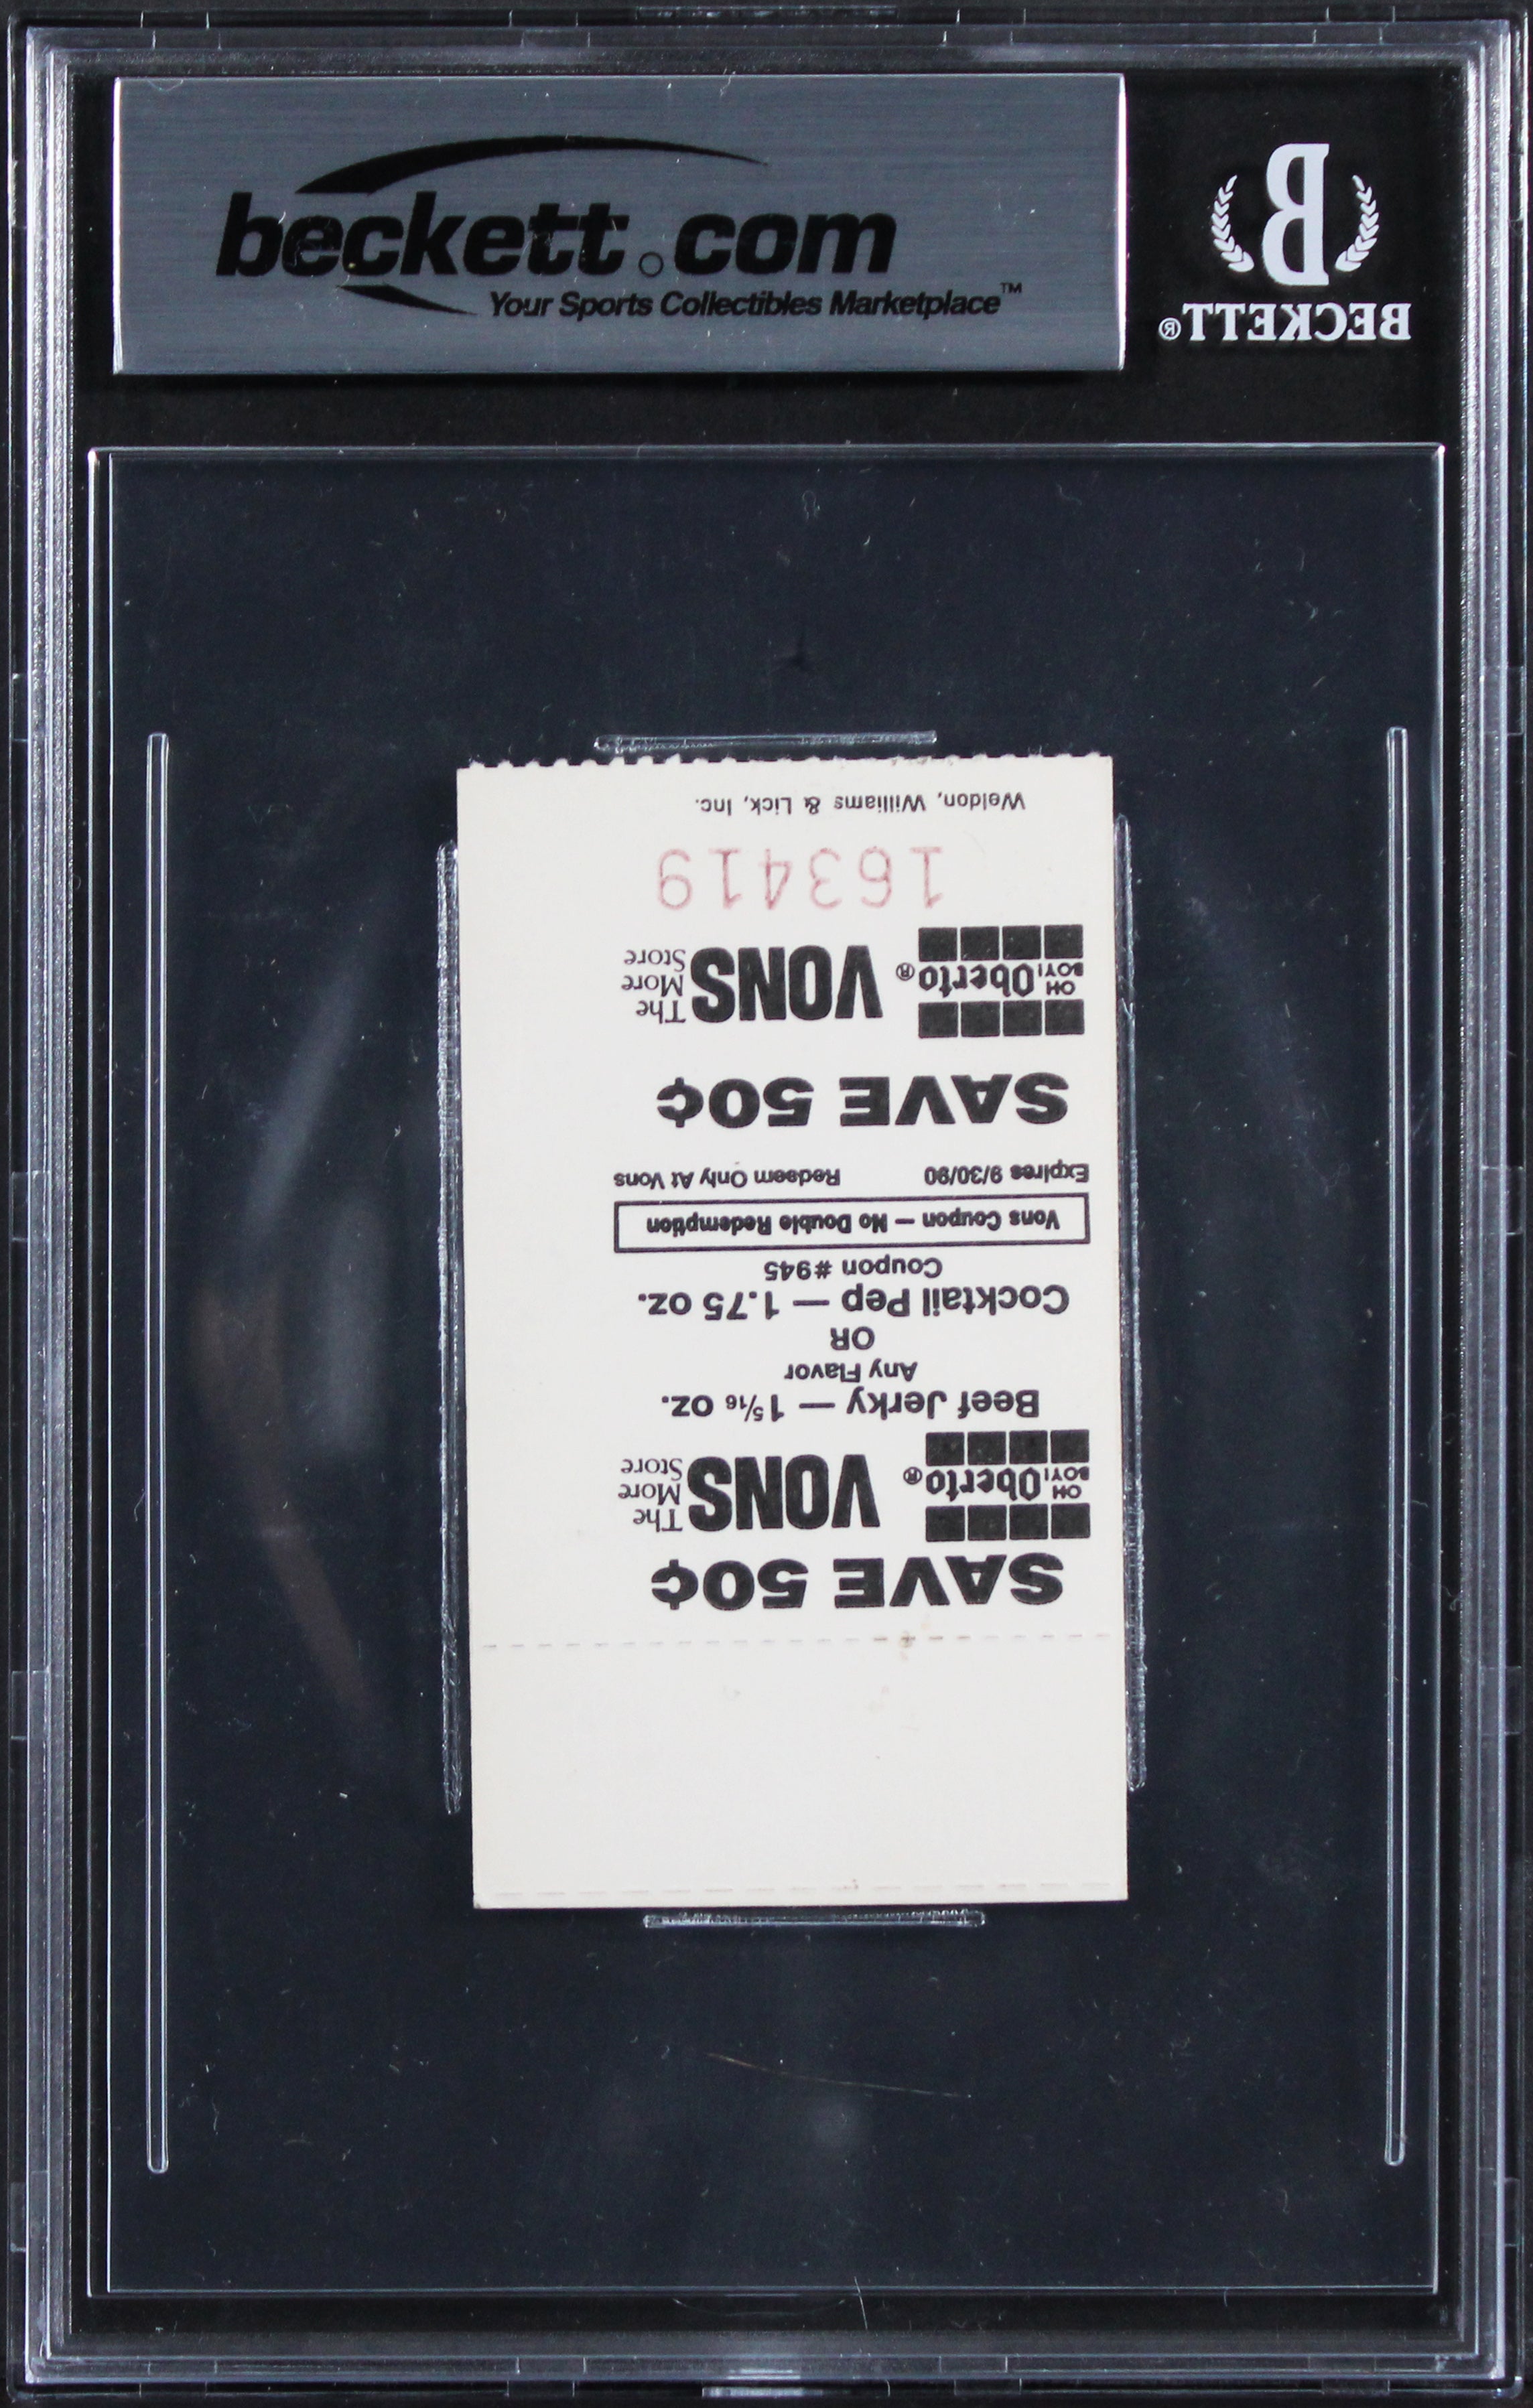 beckett.com
Your Sports Collectibles Marketplace™
B
BECKETT®
SAVE 50¢
OH BOY! Oberto® VONS The More Store
Beef Jerky — 1 5/16 oz.
Any Flavor
OR
Cocktail Pep — 1.75 oz.
Coupon #945
Vons Coupon — No Double Redemption
Expires 9/30/90 Redeem Only At Vons
SAVE 50¢
OH BOY! Oberto® VONS The More Store
163419
Weldon, Williams & Lick, Inc.